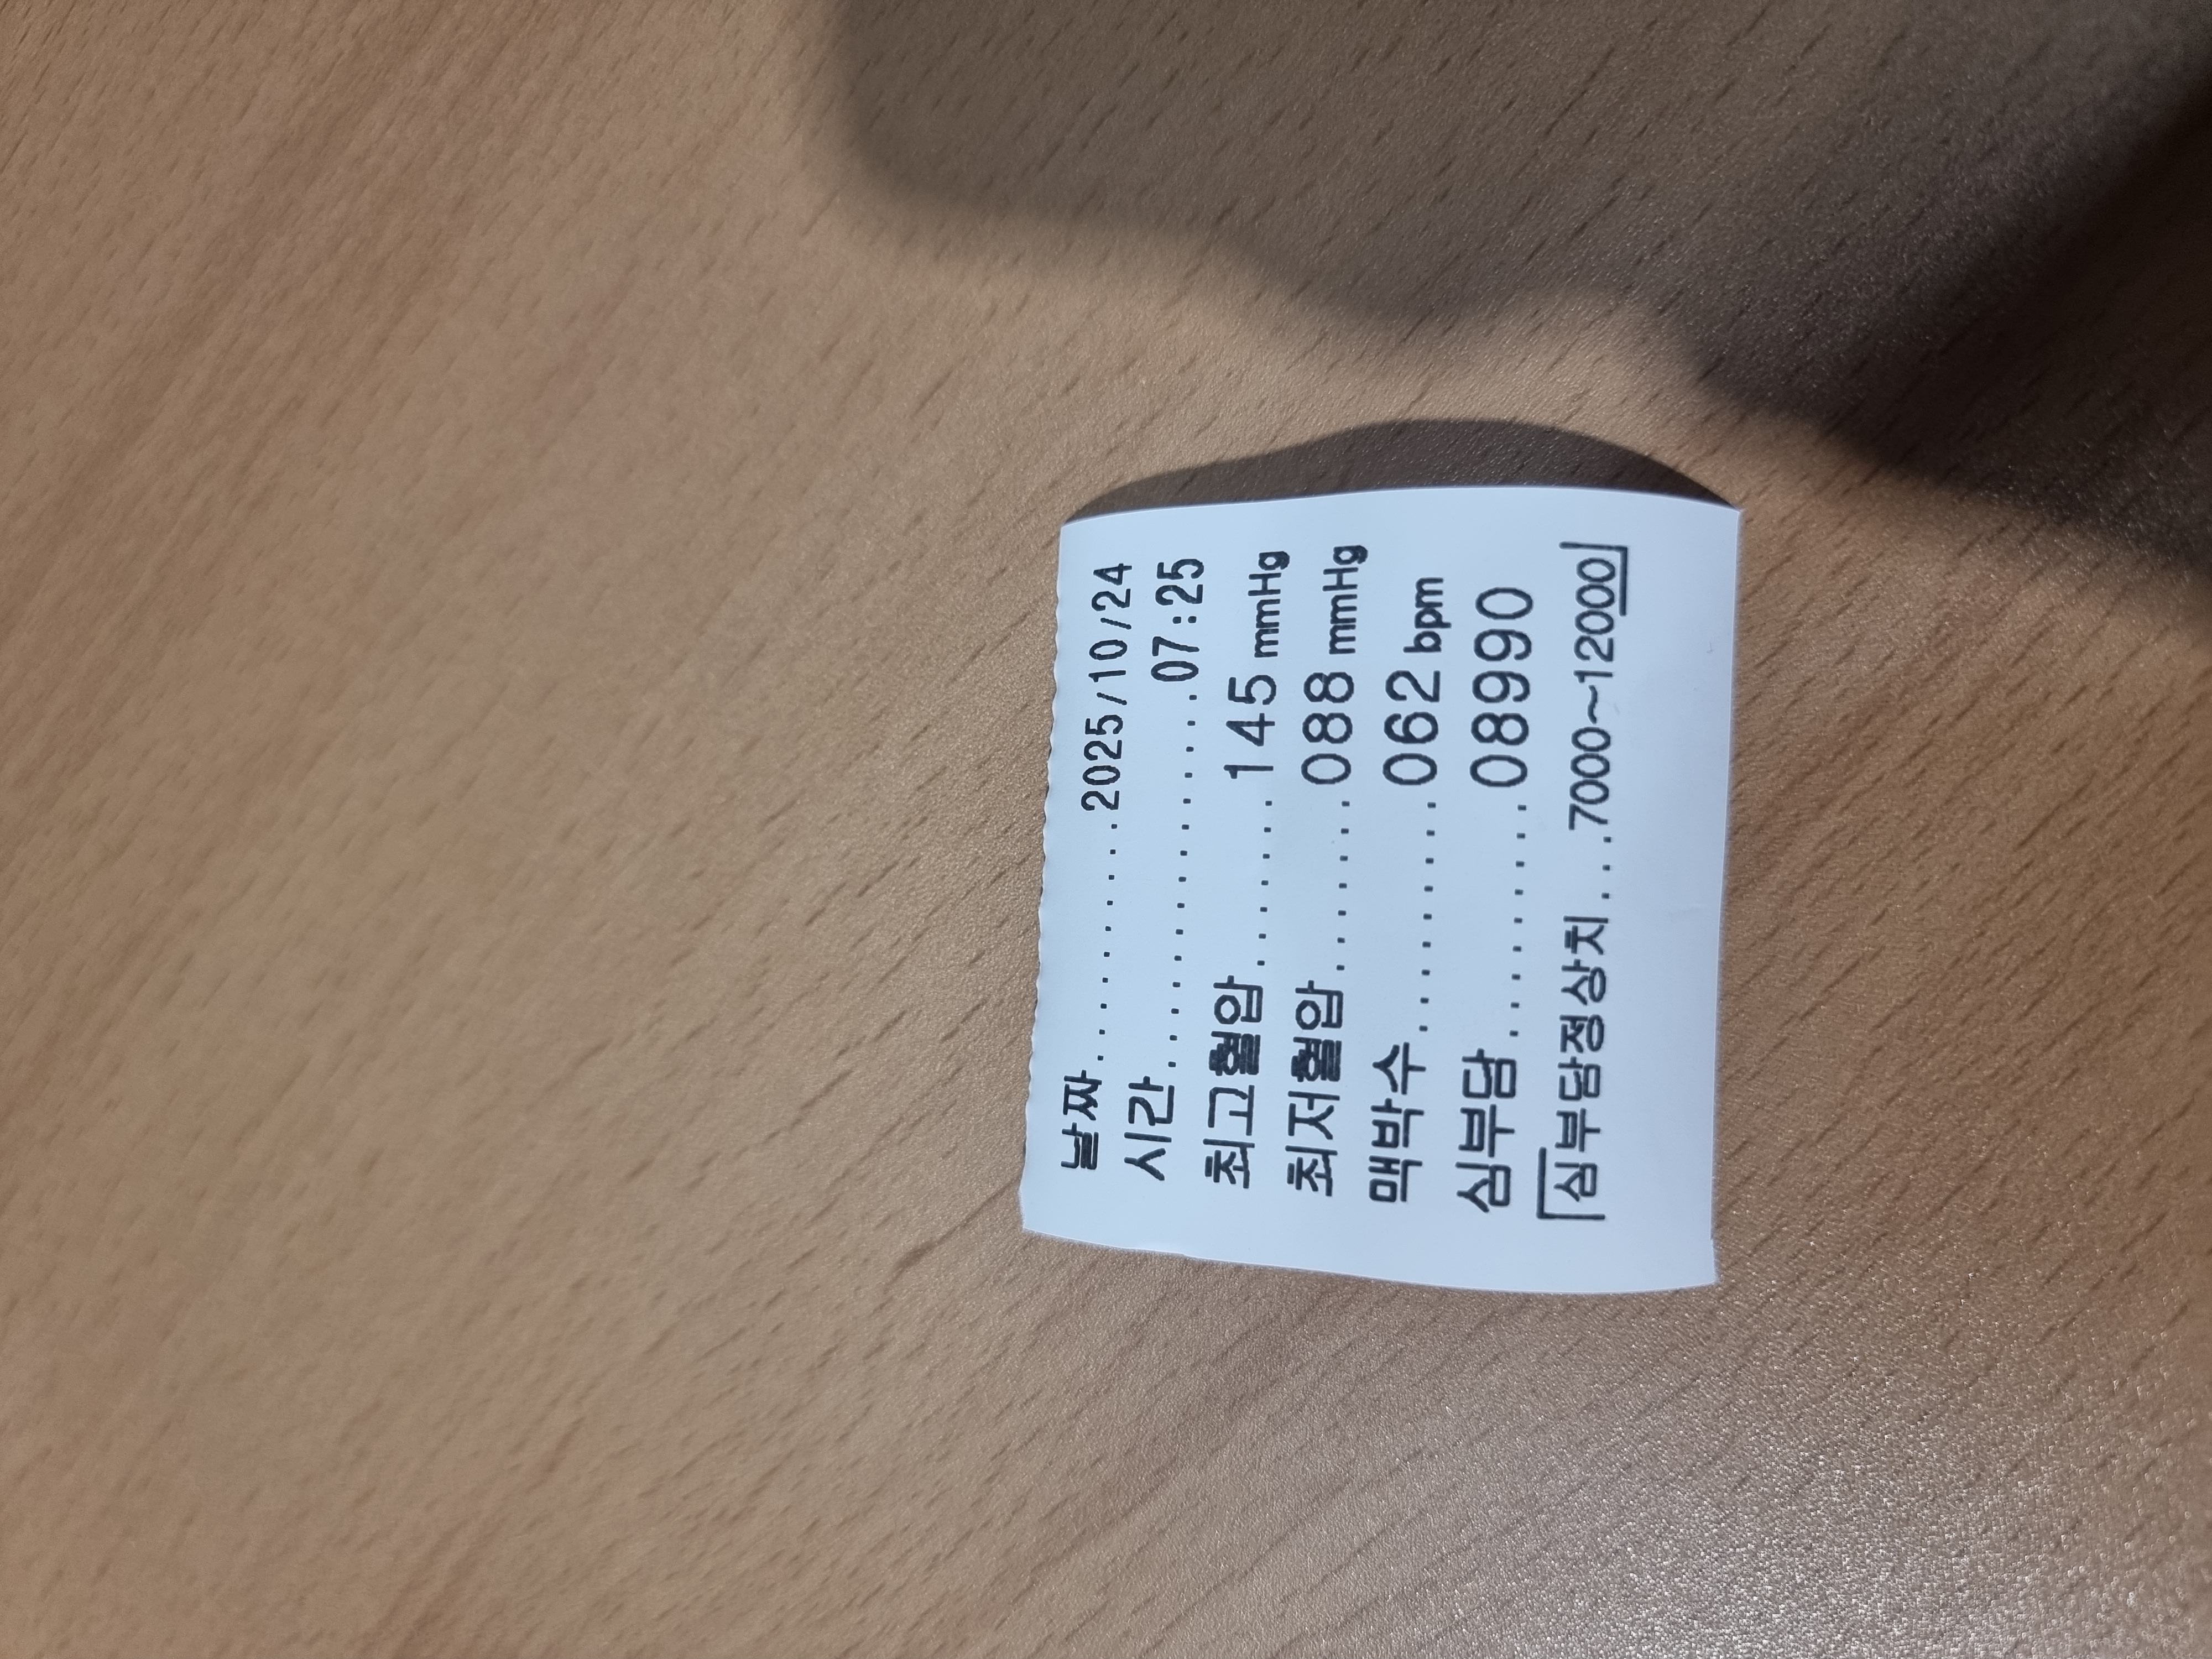 날짜..........2025/10/24
시간...............07:25
최고혈압.......145 mmHg
최저혈압.......088 mmHg
맥박수.........062 bpm
심부담.........08990
「심부담정상치...7000~12000」